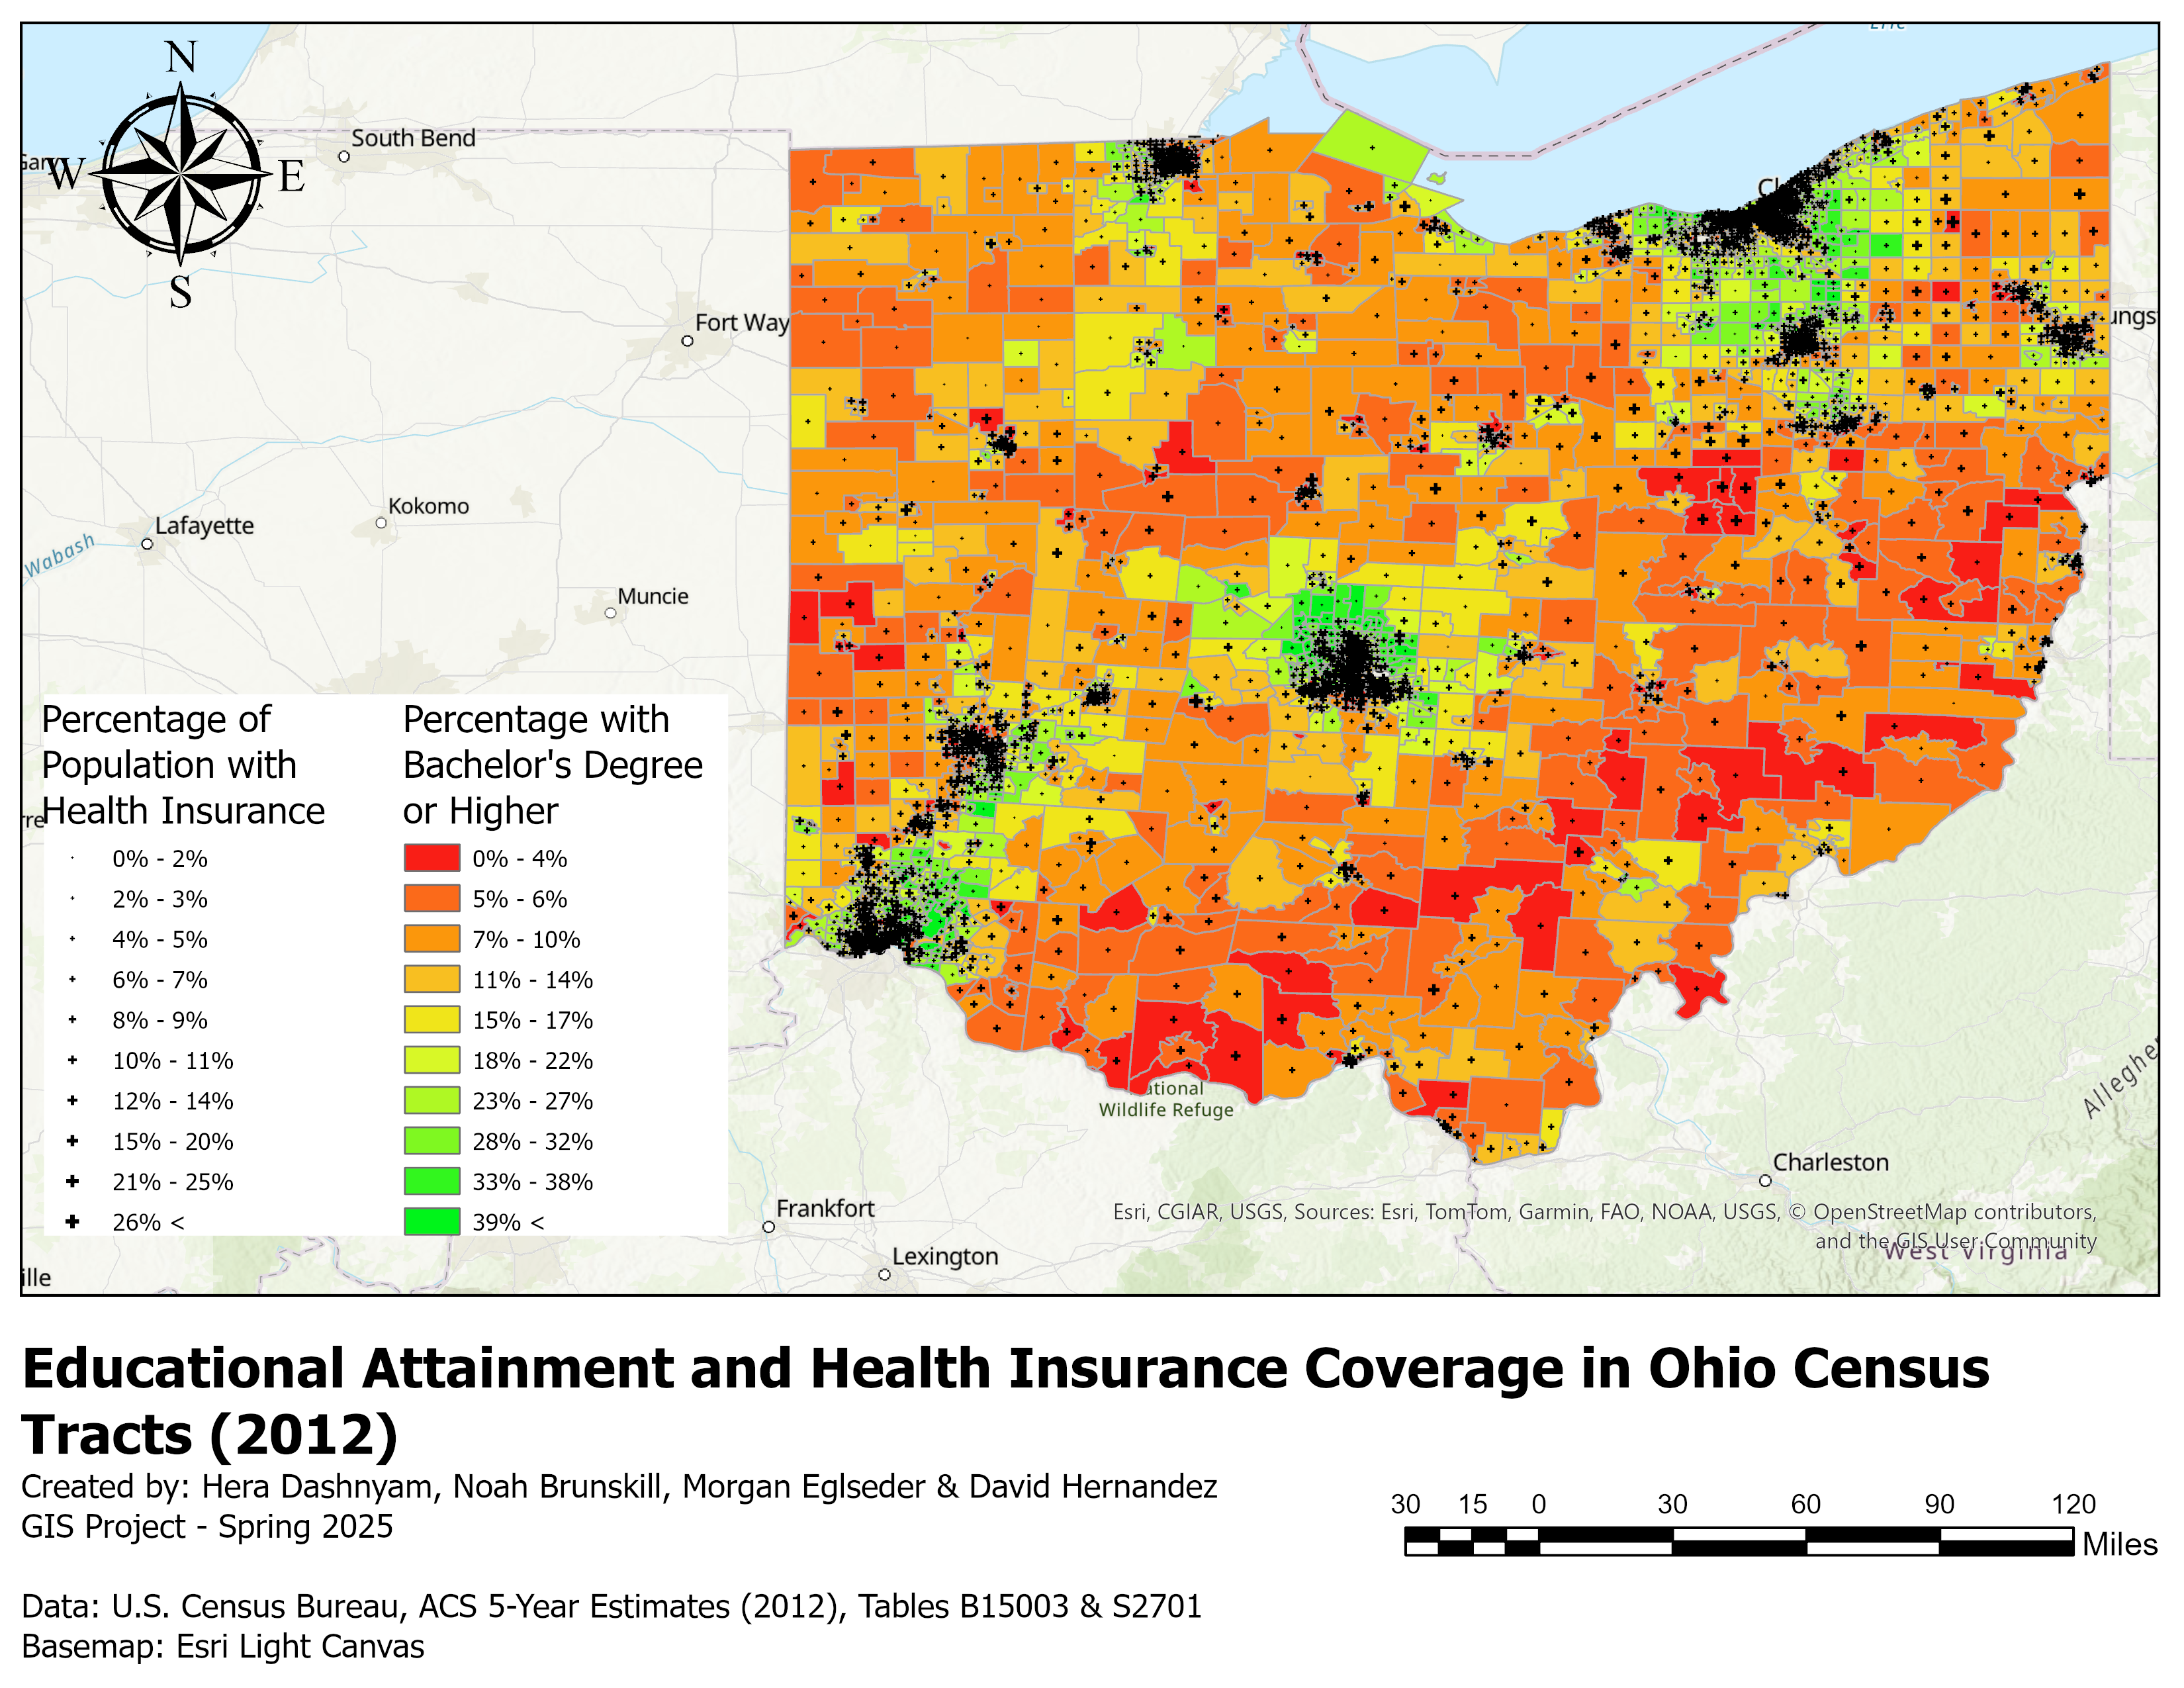 N
W
E
S
Gary
South Bend
Erie
Cl
Fort Way
ungst
Lafayette
Kokomo
Wabash
Muncie
rre
Percentage of
Population with
Health Insurance
0% - 2%
2% - 3%
4% - 5%
6% - 7%
8% - 9%
10% - 11%
12% - 14%
15% - 20%
21% - 25%
26% <
Percentage with
Bachelor's Degree
or Higher
0% - 4%
5% - 6%
7% - 10%
11% - 14%
15% - 17%
18% - 22%
23% - 27%
28% - 32%
33% - 38%
39% <
ational
Wildlife Refuge
Alleghe
Charleston
Frankfort
Lexington
ille
Esri, CGIAR, USGS, Sources: Esri, TomTom, Garmin, FAO, NOAA, USGS, © OpenStreetMap contributors,
and the GIS User Community
West Virginia
Educational Attainment and Health Insurance Coverage in Ohio Census
Tracts (2012)
Created by: Hera Dashnyam, Noah Brunskill, Morgan Eglseder & David Hernandez
GIS Project - Spring 2025
30 15 0 30 60 90 120
Miles
Data: U.S. Census Bureau, ACS 5-Year Estimates (2012), Tables B15003 & S2701
Basemap: Esri Light Canvas